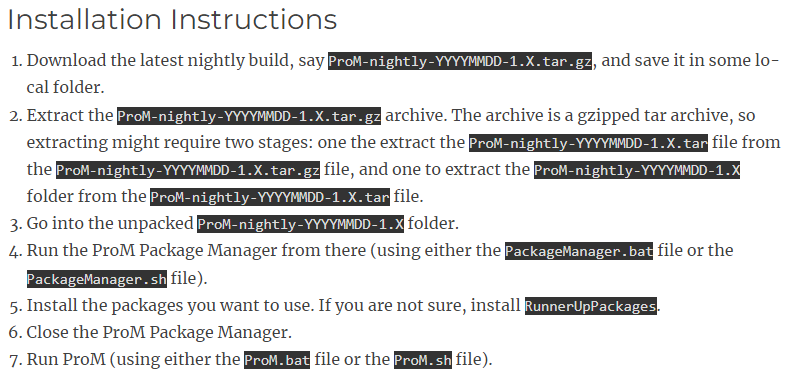 Installation Instructions
1. Download the latest nightly build, say ProM-nightly-YYYYMMDD-1.X.tar.gz, and save it in some lo-
cal folder.
2. Extract the ProM-nightly-YYYYMMDD-1.X.tar.gz archive. The archive is a gzipped tar archive, so
extracting might require two stages: one the extract the ProM-nightly-YYYYMMDD-1.X.tar file from
the ProM-nightly-YYYYMMDD-1.X.tar.gz file, and one to extract the ProM-nightly-YYYYMMDD-1.X
folder from the ProM-nightly-YYYYMMDD-1.X.tar file.
3. Go into the unpacked ProM-nightly-YYYYMMDD-1.X folder.
4. Run the ProM Package Manager from there (using either the PackageManager.bat file or the
PackageManager.sh file).
5. Install the packages you want to use. If you are not sure, install RunnerUpPackages.
6. Close the ProM Package Manager.
7. Run ProM (using either the ProM.bat file or the ProM.sh file).